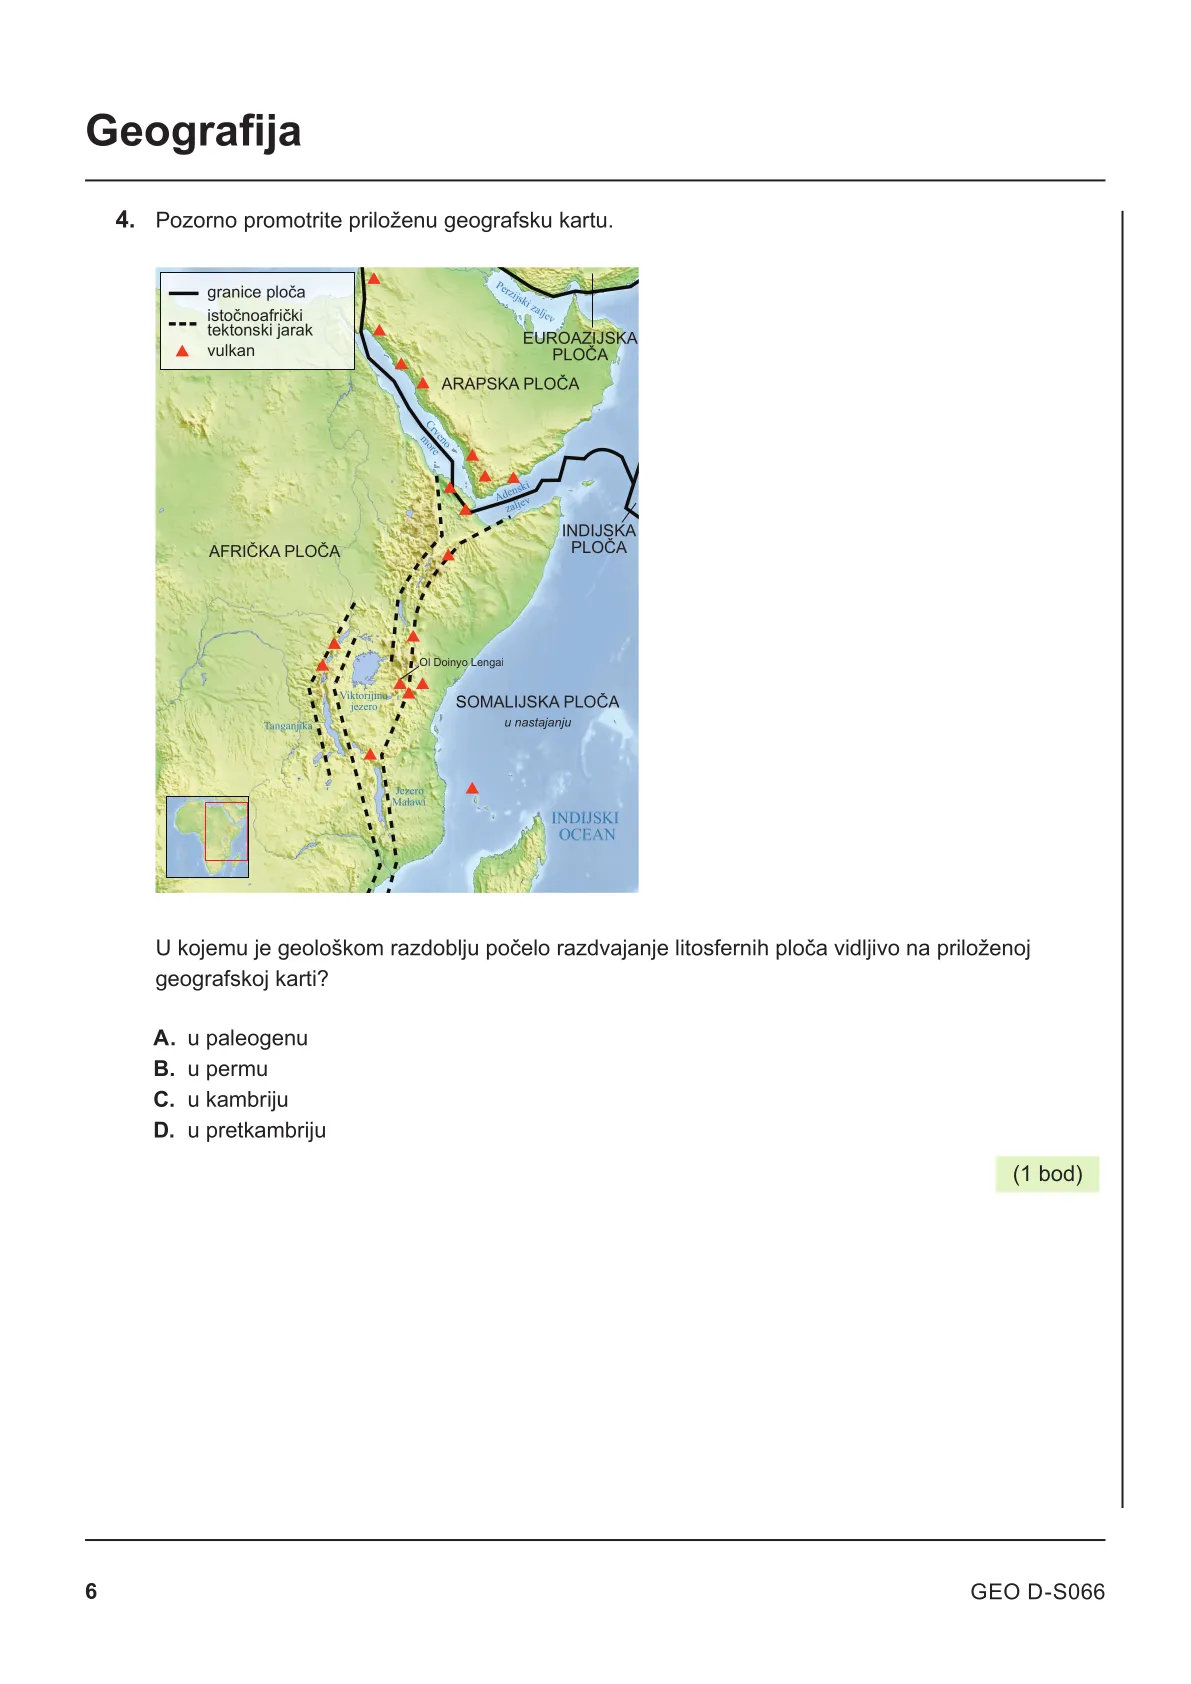 Geografija
4. Pozorno promotrite priloženu geografsku kartu.
granice ploča
istočnoafrički
tektonski jarak
vulkan
Perzijski zaljev
EUROAZIJSKA
PLOČA
ARAPSKA PLOČA
Crveno
more
Adenski
zaljev
INDIJSKA
PLOČA
AFRIČKA PLOČA
Ol Doinyo Lengai
Viktorijino
jezero
SOMALIJSKA PLOČA
u nastajanju
Tanganjika
Jezero
Malawi
INDIJSKI
OCEAN
U kojemu je geološkom razdoblju počelo razdvajanje litosfernih ploča vidljivo na priloženoj
geografskoj karti?
A. u paleogenu
B. u permu
C. u kambriju
D. u pretkambriju
(1 bod)
6
GEO D-S066